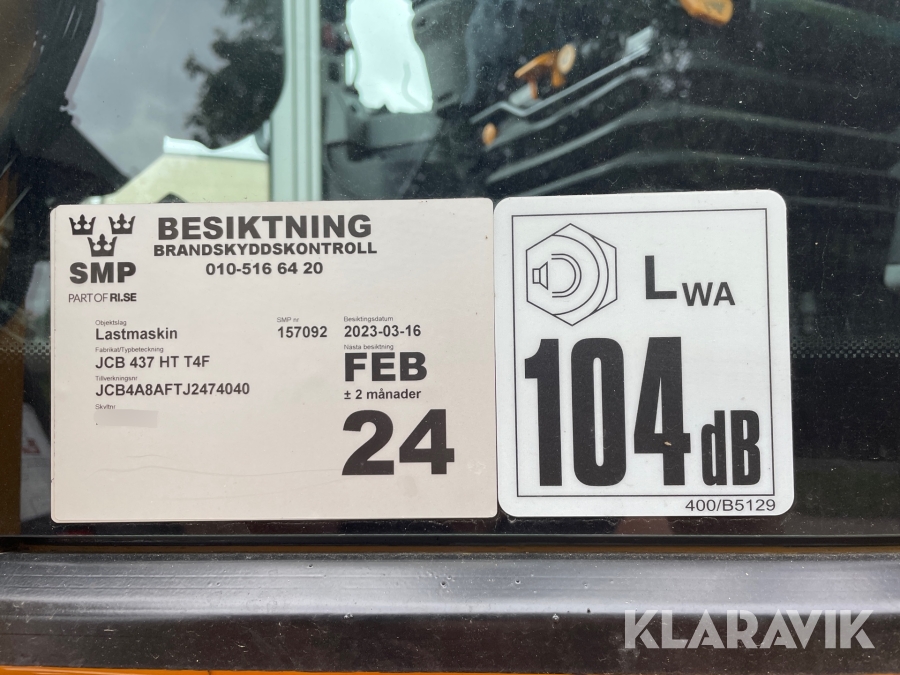 SMP
PART OF RI.SE
BESIKTNING
BRANDSKYDDSKONTROLL
010-516 64 20
Objektslag
Lastmaskin
SMP nr
157092
Besiktingsdatum
2023-03-16
Fabrikat/Typbeteckning
JCB 437 HT T4F
Nästa besiktning
FEB
± 2 månader
24
Tillverkningsnr
JCB4A8AFTJ2474040
Skyltnr
LWA
104 dB
400/B5129
KLARAVIK